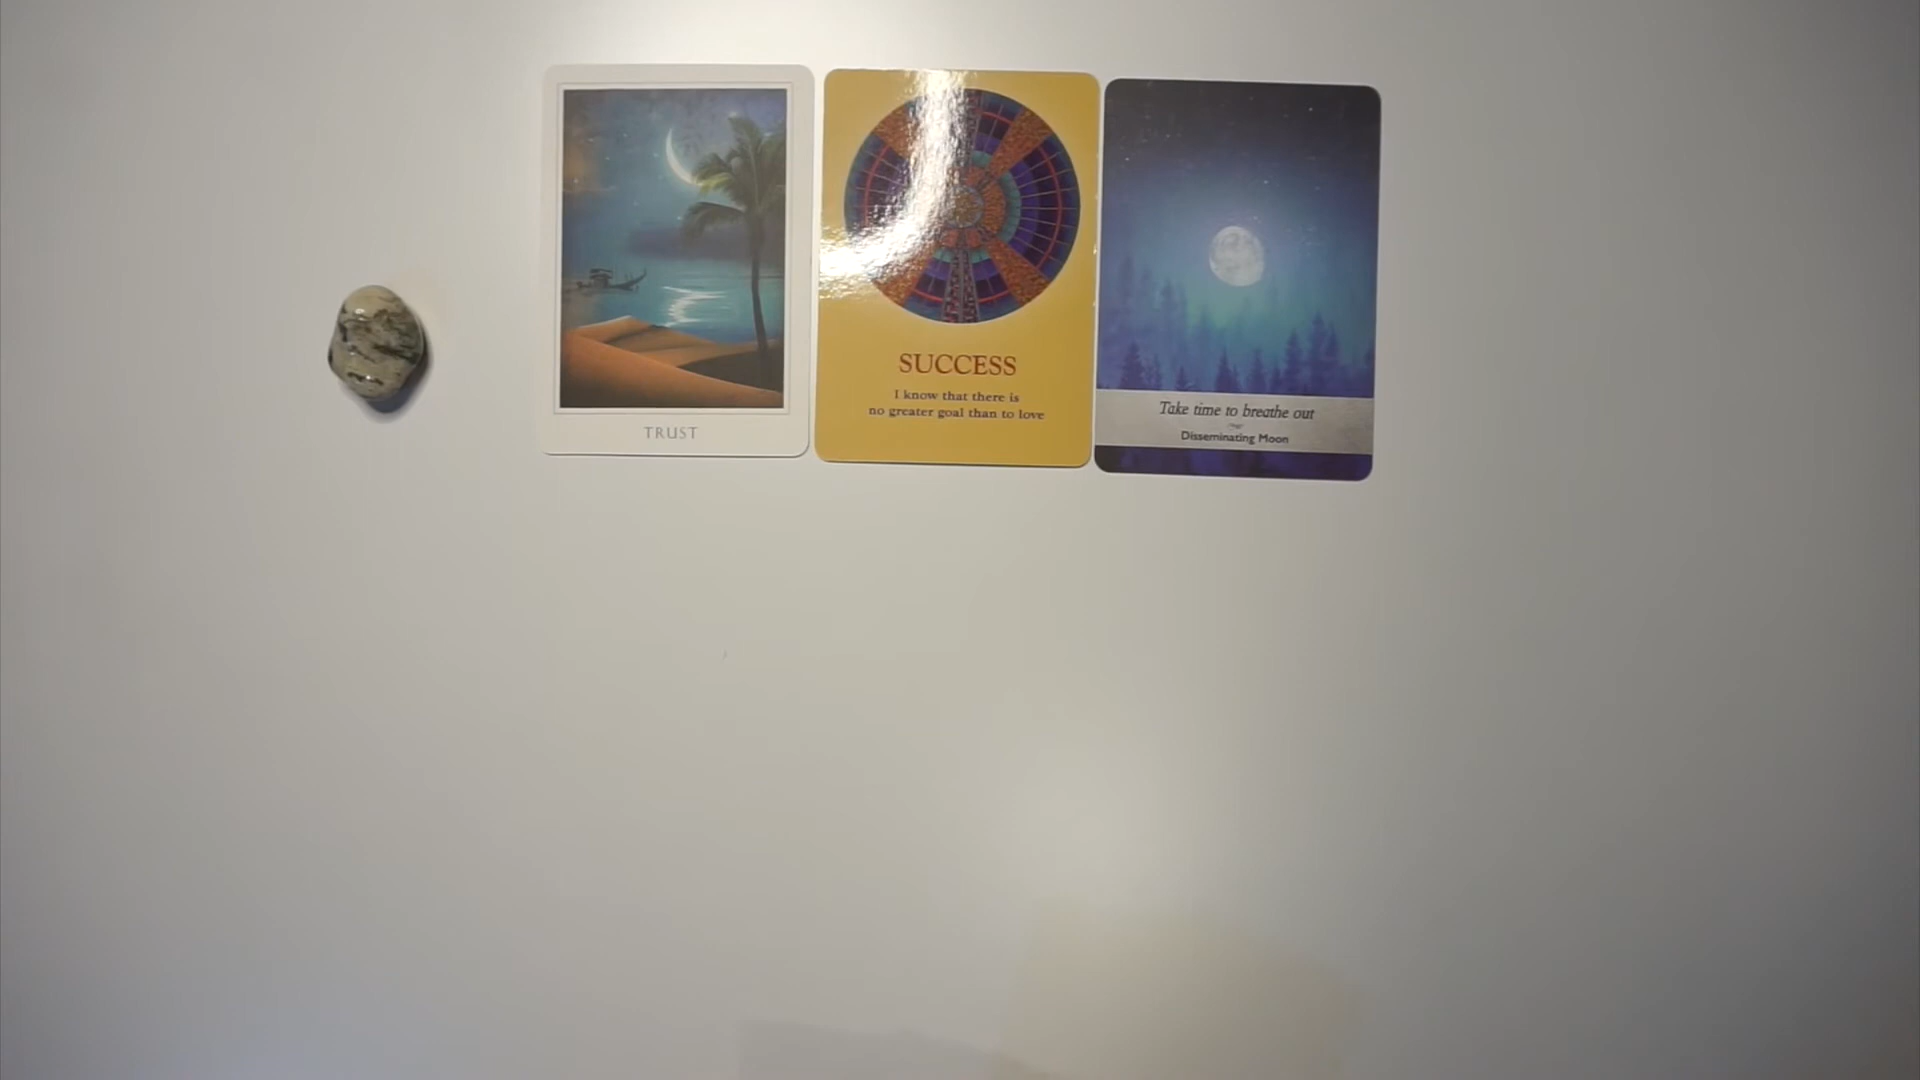 TRUST
SUCCESS
I know that there is
no greater goal than to love
Take time to breathe out
Disseminating Moon